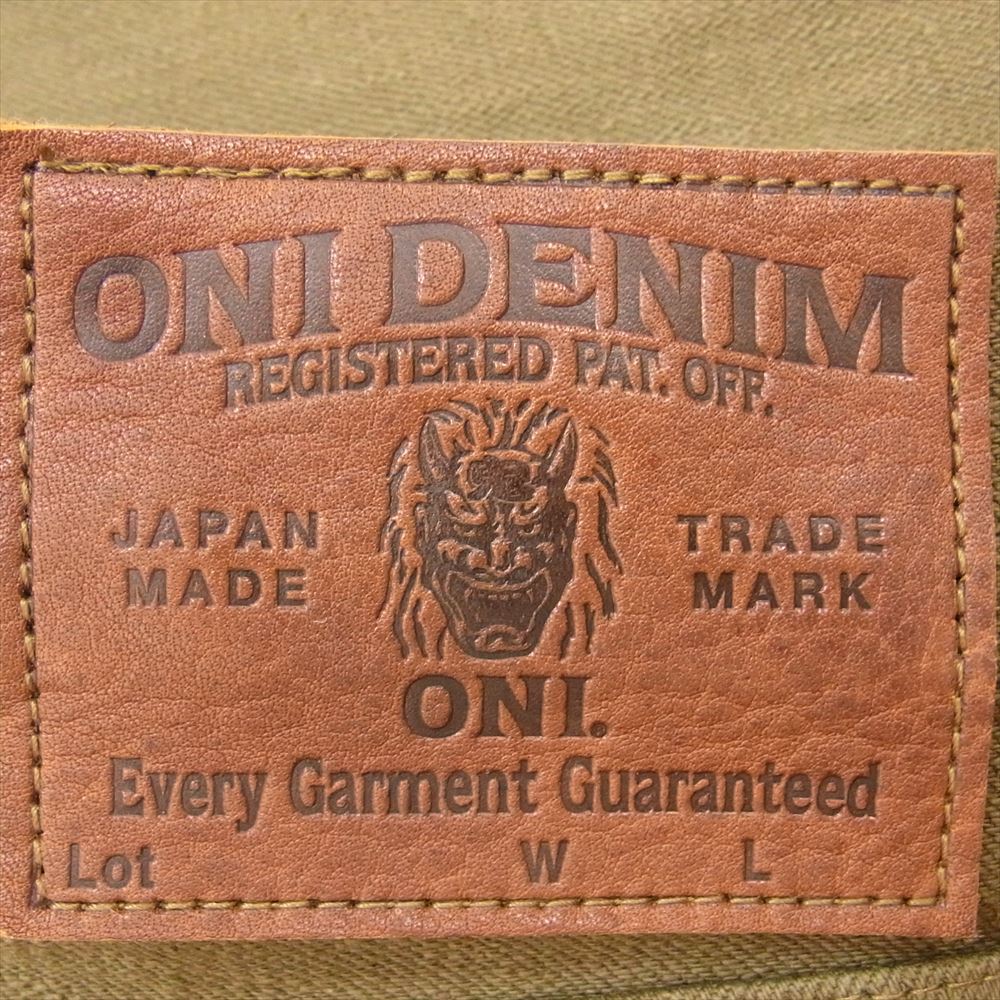 ONI DENIM
REGISTERED PAT. OFF.
JAPAN MADE
TRADE MARK
ONI.
Every Garment Guaranteed
Lot W L